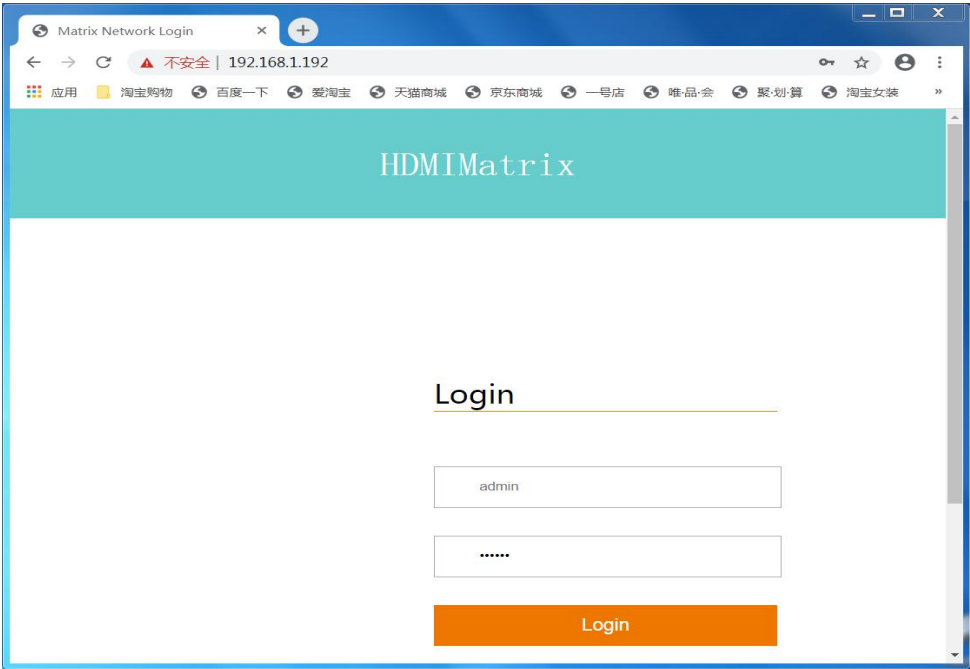 Matrix Network Login
不安全 | 192.168.1.192
应用 淘宝购物 百度一下 爱淘宝 天猫商城 京东商城 一号店 唯·品·会 聚·划·算 淘宝女装 »
HDMIMatrix
Login
admin
••••••
Login